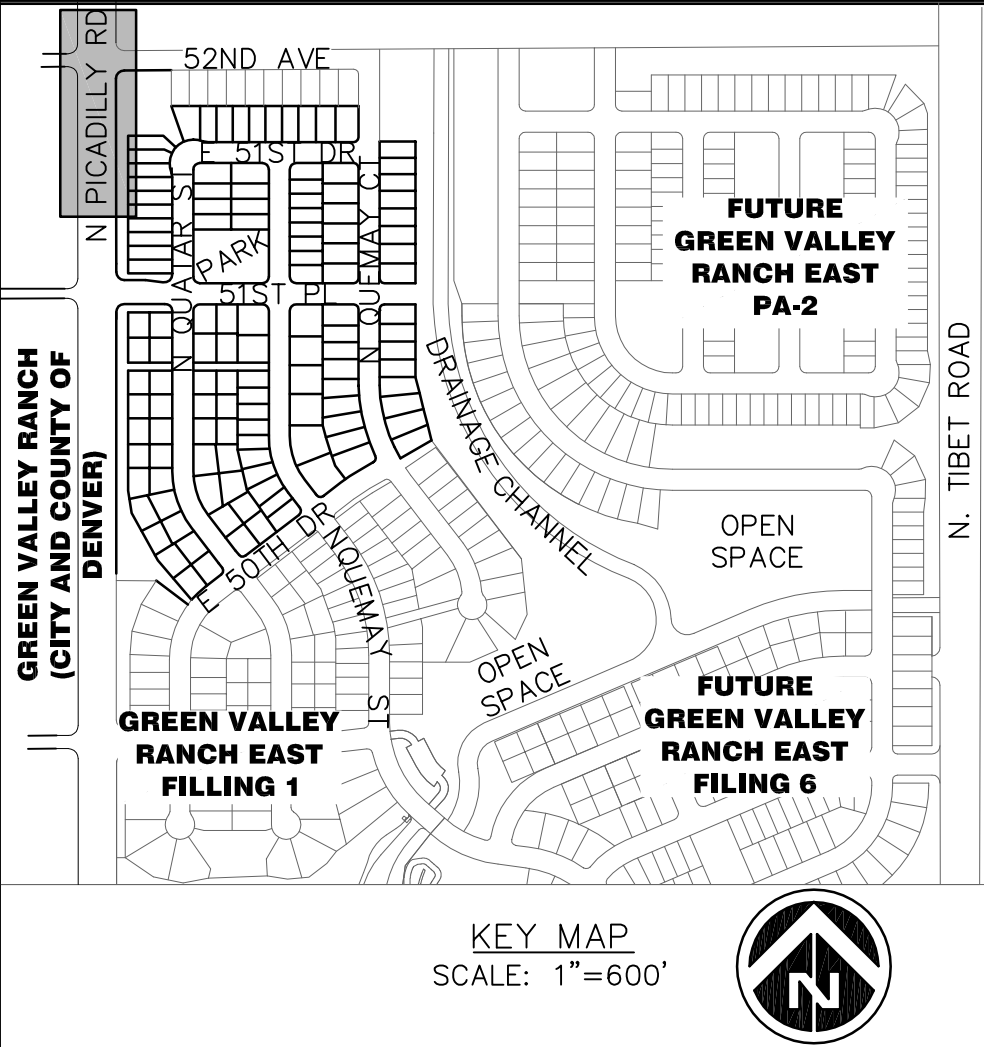 N PICADILLY RD
52ND AVE
E 51ST DR
N QUATAR ST
PARK
N QUEMAY CT
51ST PL
FUTURE
GREEN VALLEY
RANCH EAST
PA-2
GREEN VALLEY RANCH
(CITY AND COUNTY OF
DENVER)
DRAINAGE CHANNEL
N. TIBET ROAD
OPEN
SPACE
E 50TH DR
N QUEMAY ST
OPEN
SPACE
GREEN VALLEY
RANCH EAST
FILLING 1
FUTURE
GREEN VALLEY
RANCH EAST
FILING 6
KEY MAP
SCALE: 1"=600'
N